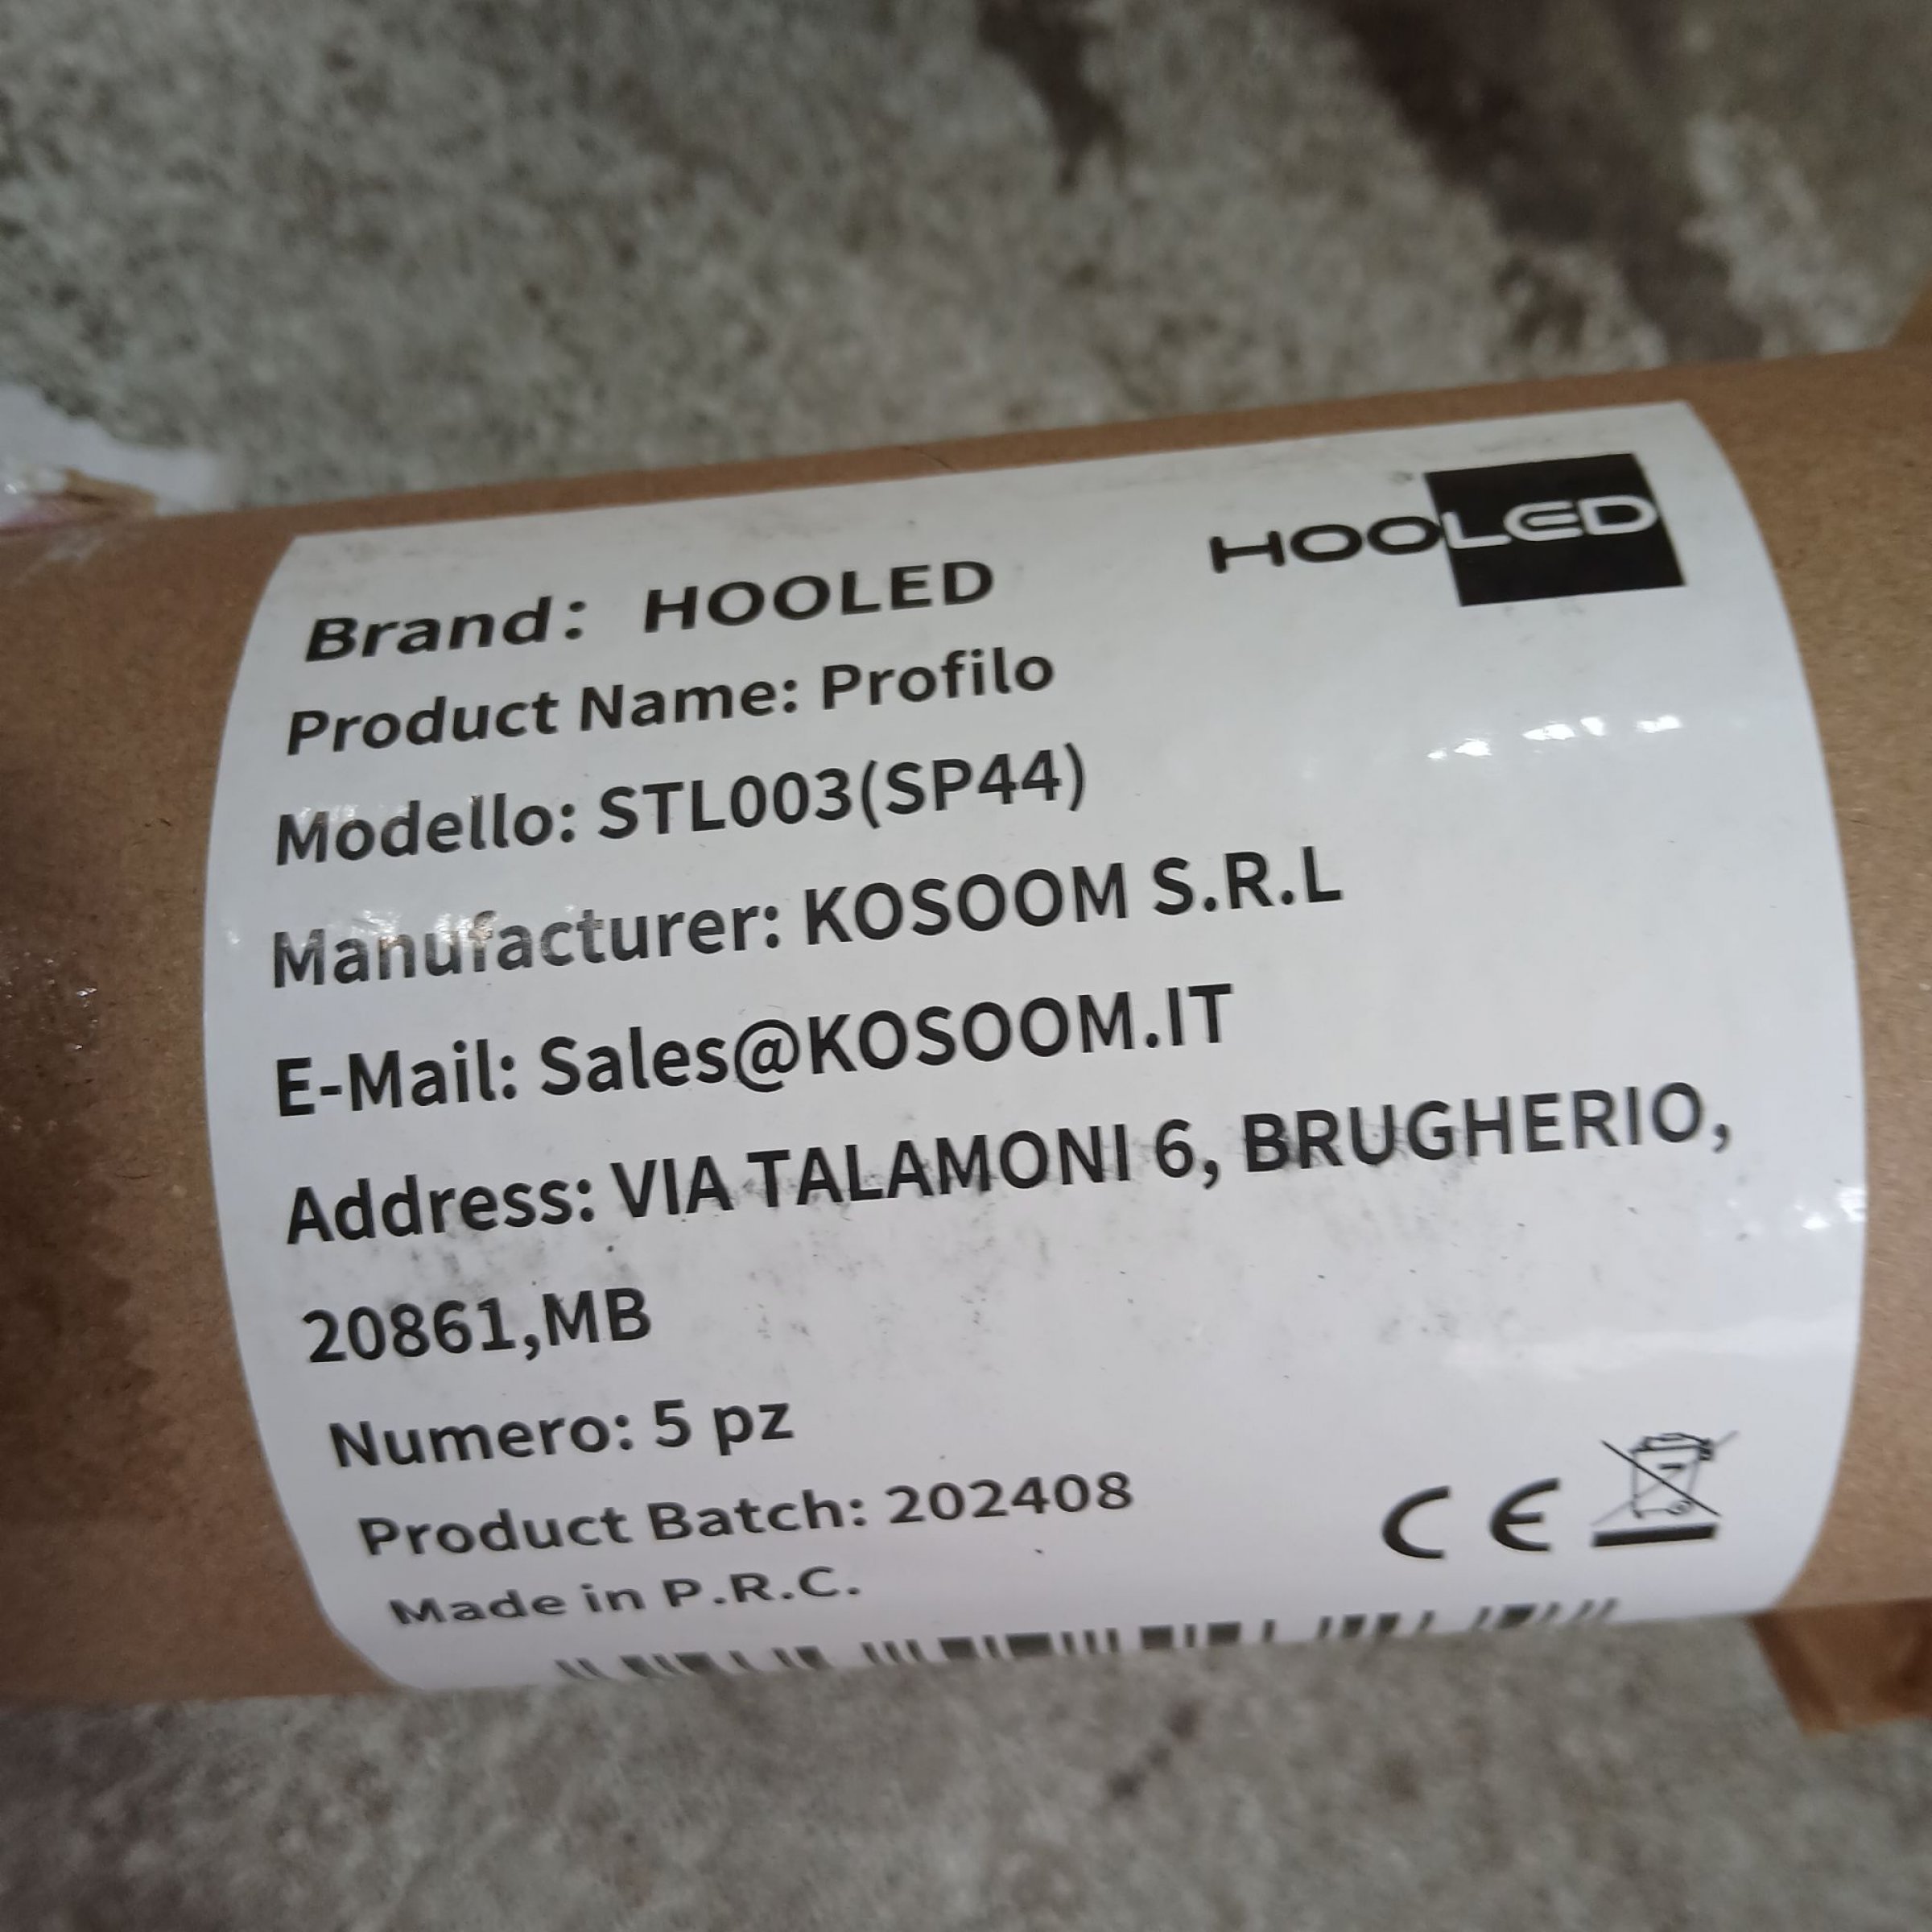 HOOLED
Brand: HOOLED
Product Name: Profilo
Modello: STL003(SP44)
Manufacturer: KOSOOM S.R.L
E-Mail: Sales@KOSOOM.IT
Address: VIA TALAMONI 6, BRUGHERIO,
20861,MB
Numero: 5 pz
Product Batch: 202408
Made in P.R.C.
CE